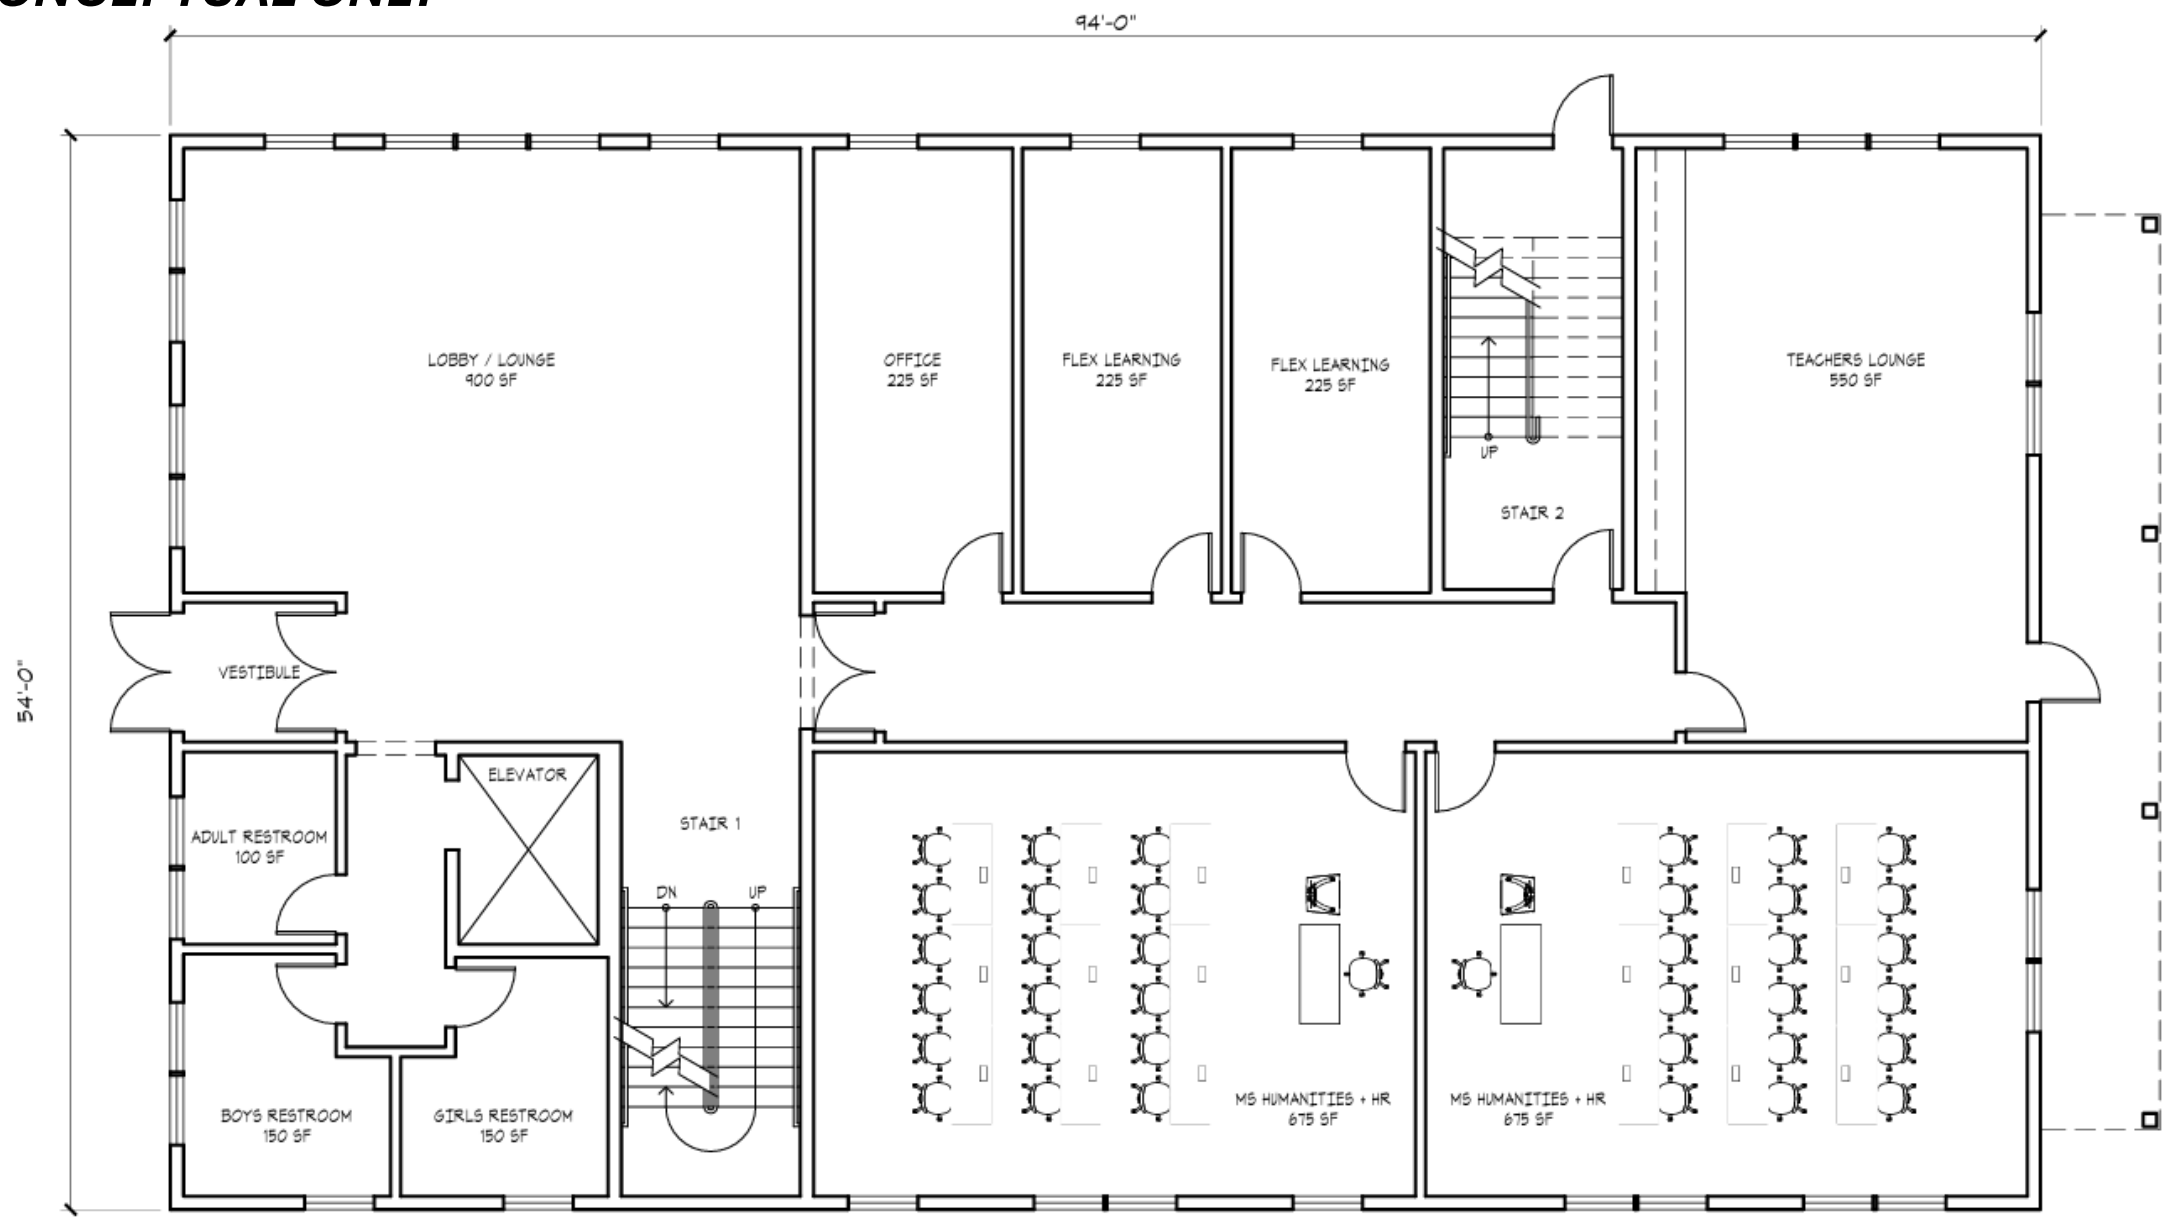 94'-0"
54'-0"
LOBBY / LOUNGE
900 SF
OFFICE
225 SF
FLEX LEARNING
225 SF
FLEX LEARNING
225 SF
UP
STAIR 2
TEACHERS LOUNGE
550 SF
VESTIBULE
ELEVATOR
STAIR 1
ADULT RESTROOM
100 SF
DN
UP
BOYS RESTROOM
150 SF
GIRLS RESTROOM
150 SF
MS HUMANITIES + HR
675 SF
MS HUMANITIES + HR
675 SF